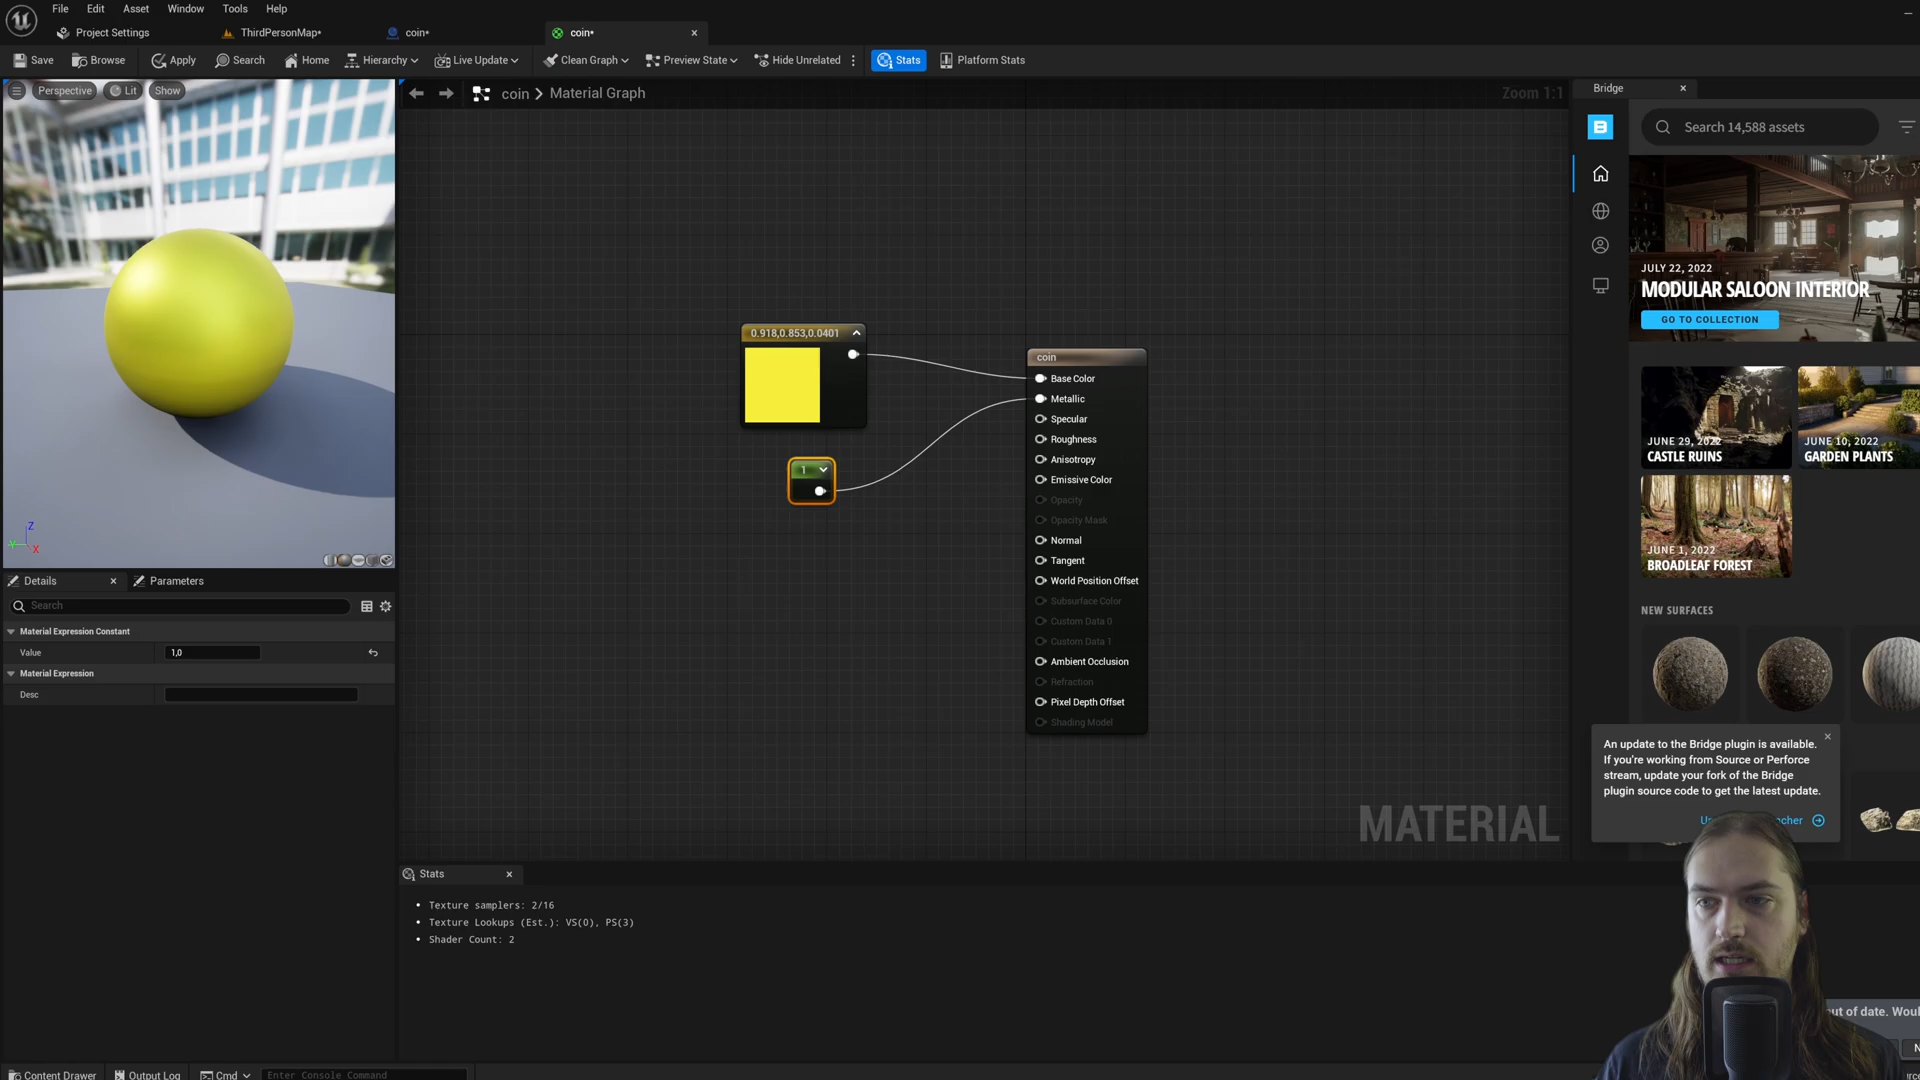 File Edit Asset Window Tools Help
Project Settings ThirdPersonMap* coin* coin*
Save Browse Apply Search Home Hierarchy Live Update Clean Graph Preview State Hide Unrelated Stats Platform Stats
Perspective Lit Show
coin > Material Graph Zoom 1:1
Bridge
Search 14,588 assets
JULY 22, 2022
MODULAR SALOON INTERIOR
GO TO COLLECTION
JUNE 29, 2022
CASTLE RUINS
JUNE 10, 2022
GARDEN PLANTS
JUNE 1, 2022
BROADLEAF FOREST
NEW SURFACES
0.918,0.853,0.0401
1
coin
Base Color
Metallic
Specular
Roughness
Anisotropy
Emissive Color
Opacity
Opacity Mask
Normal
Tangent
World Position Offset
Subsurface Color
Custom Data 0
Custom Data 1
Ambient Occlusion
Refraction
Pixel Depth Offset
Shading Model
MATERIAL
Z
Y
X
Details Parameters
Search
Material Expression Constant
Value 1,0
Material Expression
Desc
An update to the Bridge plugin is available.
If you're working from Source or Perforce
stream, update your fork of the Bridge
plugin source code to get the latest update.
Stats
• Texture samplers: 2/16
• Texture Lookups (Est.): VS(0), PS(3)
• Shader Count: 2
out of date. Woul
N
Content Drawer Output Log Cmd Enter Console Command